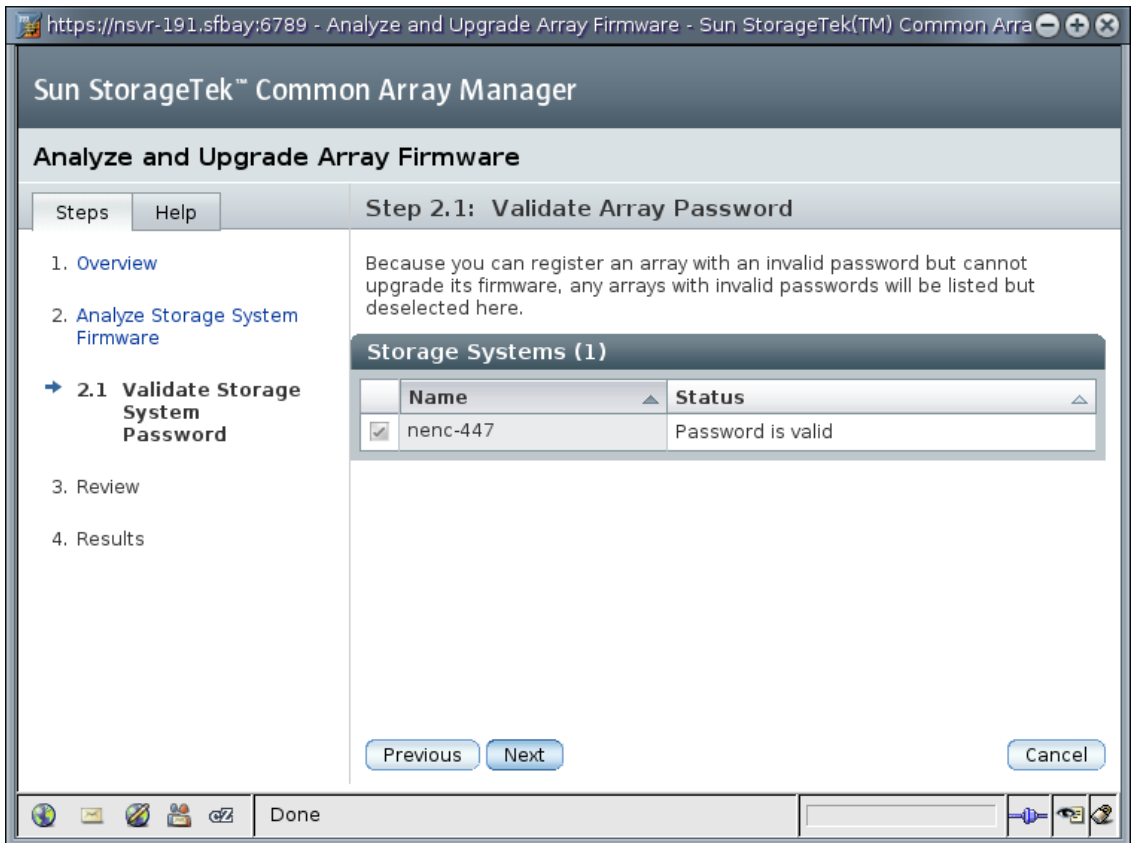 https://nsvr-191.sfbay:6789 - Analyze and Upgrade Array Firmware - Sun StorageTek(TM) Common Arra
Sun StorageTek™ Common Array Manager
Analyze and Upgrade Array Firmware
Steps
Help
1. Overview
2. Analyze Storage System
Firmware
2.1 Validate Storage
System
Password
3. Review
4. Results
Step 2.1: Validate Array Password
Because you can register an array with an invalid password but cannot
upgrade its firmware, any arrays with invalid passwords will be listed but
deselected here.
Storage Systems (1)
Name Status
nenc-447 Password is valid
Previous Next Cancel
Done